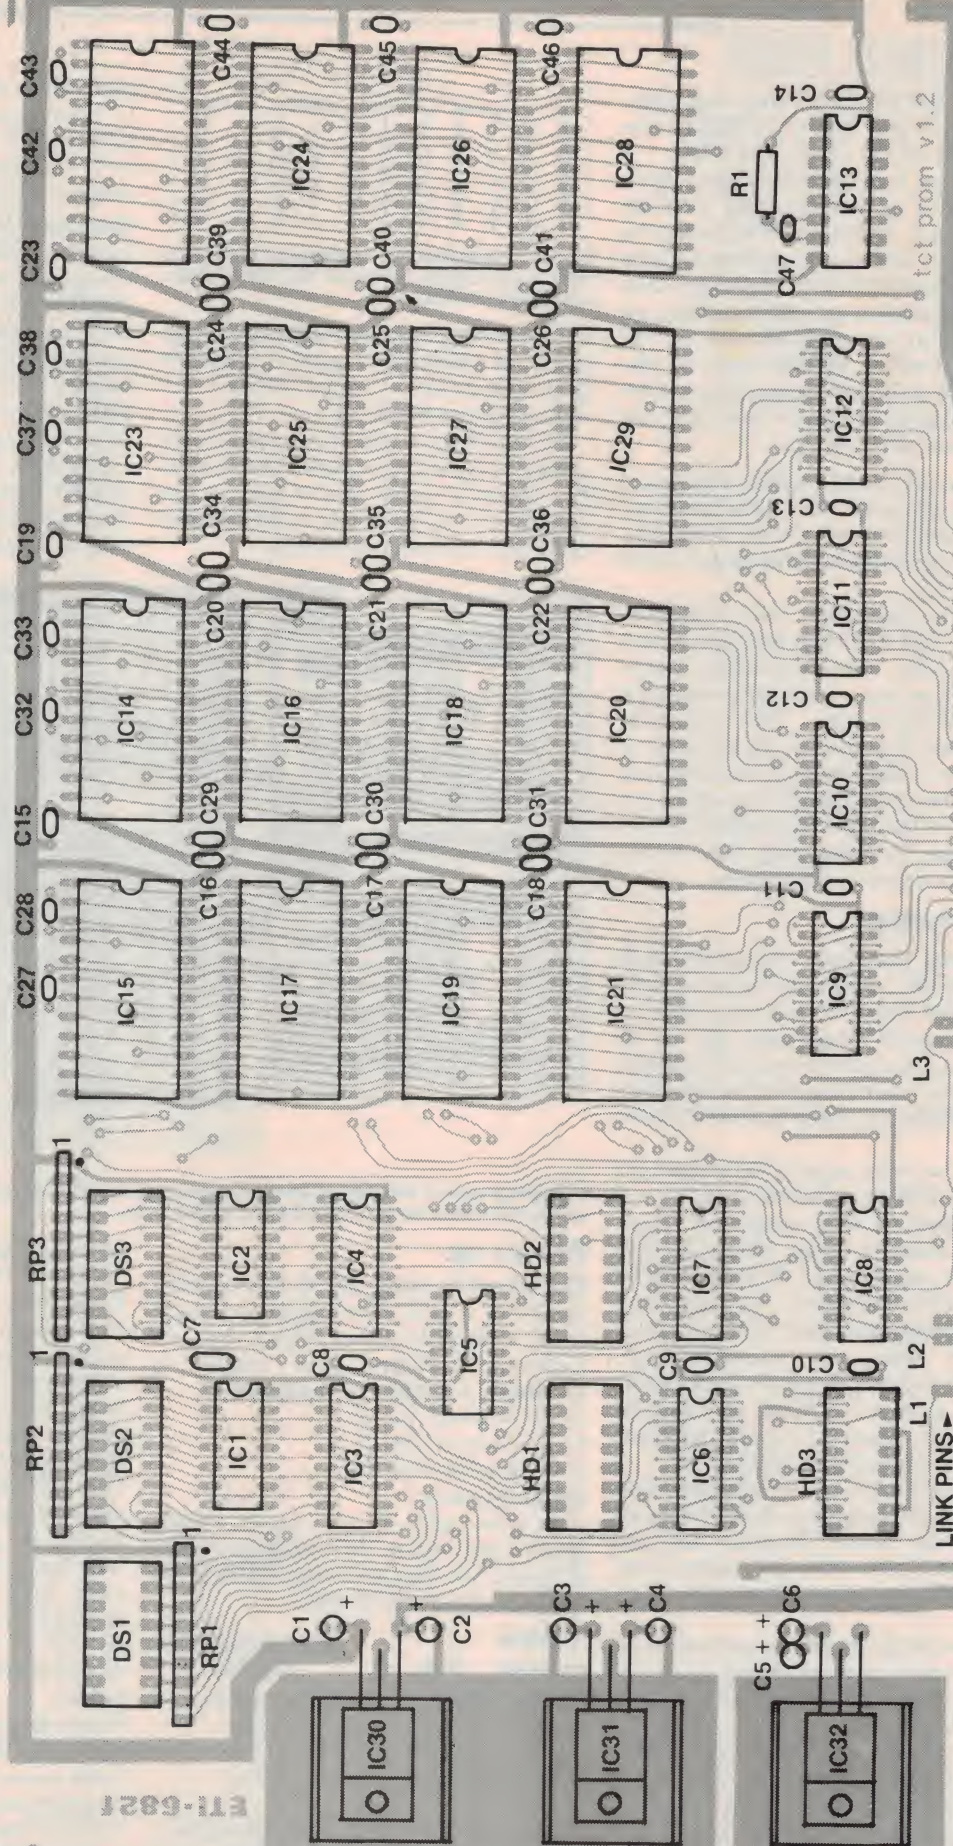 C43
C42
C23
C38
C37
C19
C33
C32
C15
C28
C27
C44
C45
C46
IC24
IC26
IC28
C14
R1
C47
IC13
tct prom v1.2
C39
C40
C41
C24
C25
C26
IC23
IC25
IC27
IC29
IC12
C34
C35
C36
C13
C20
C21
C22
IC11
IC14
IC16
IC18
IC20
C12
IC10
C29
C30
C31
C16
C17
C18
C11
IC15
IC17
IC19
IC21
IC9
L3
RP3
1
DS3
IC2
IC4
HD2
IC7
IC8
C7
C8
IC5
C9
C10
L2
RP2
1
DS2
IC1
IC3
HD1
IC6
HD3
L1
LINK PINS
DS1
RP1
1
C1
+
C2
C3
+
+
C4
C5
+
+
C6
IC30
IC31
IC32
ETI-682f